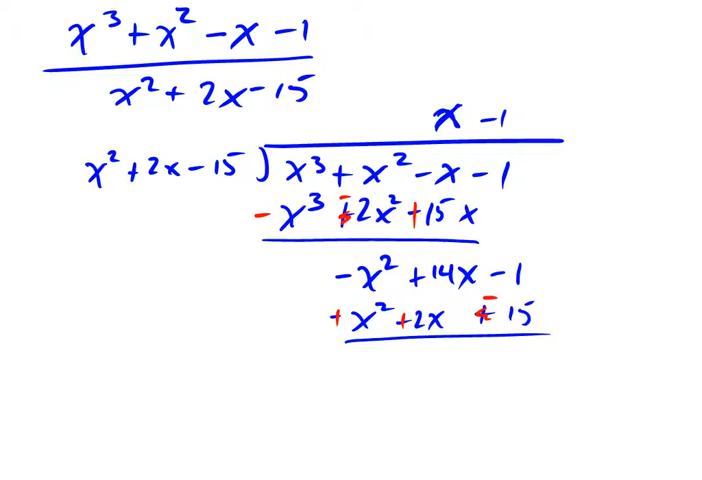 x³ + x² - x - 1
x² + 2x - 15
x - 1
x² + 2x - 15 ) x³ + x² - x - 1
- x³ - 2x² + 15x
- x² + 14x - 1
+ x² + 2x - 15